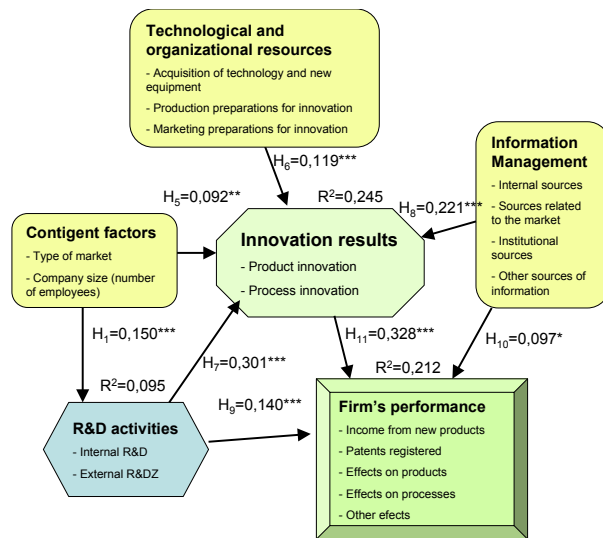 Technological and
organizational resources
- Acquisition of technology and new
equipment
- Production preparations for innovation
- Marketing preparations for innovation
H6=0,119***
H5=0,092**
R2=0,245
H8=0,221***
Information
Management
- Internal sources
- Sources related
to the market
- Institutional
sources
- Other sources of
information
Contigent factors
- Type of market
- Company size (number
of employees)
Innovation results
- Product innovation
- Process innovation
H1=0,150***
H7=0,301***
H11=0,328***
H10=0,097*
R2=0,095
R2=0,212
H9=0,140***
R&D activities
- Internal R&D
- External R&DZ
Firm's performance
- Income from new products
- Patents registered
- Effects on products
- Effects on processes
- Other efects